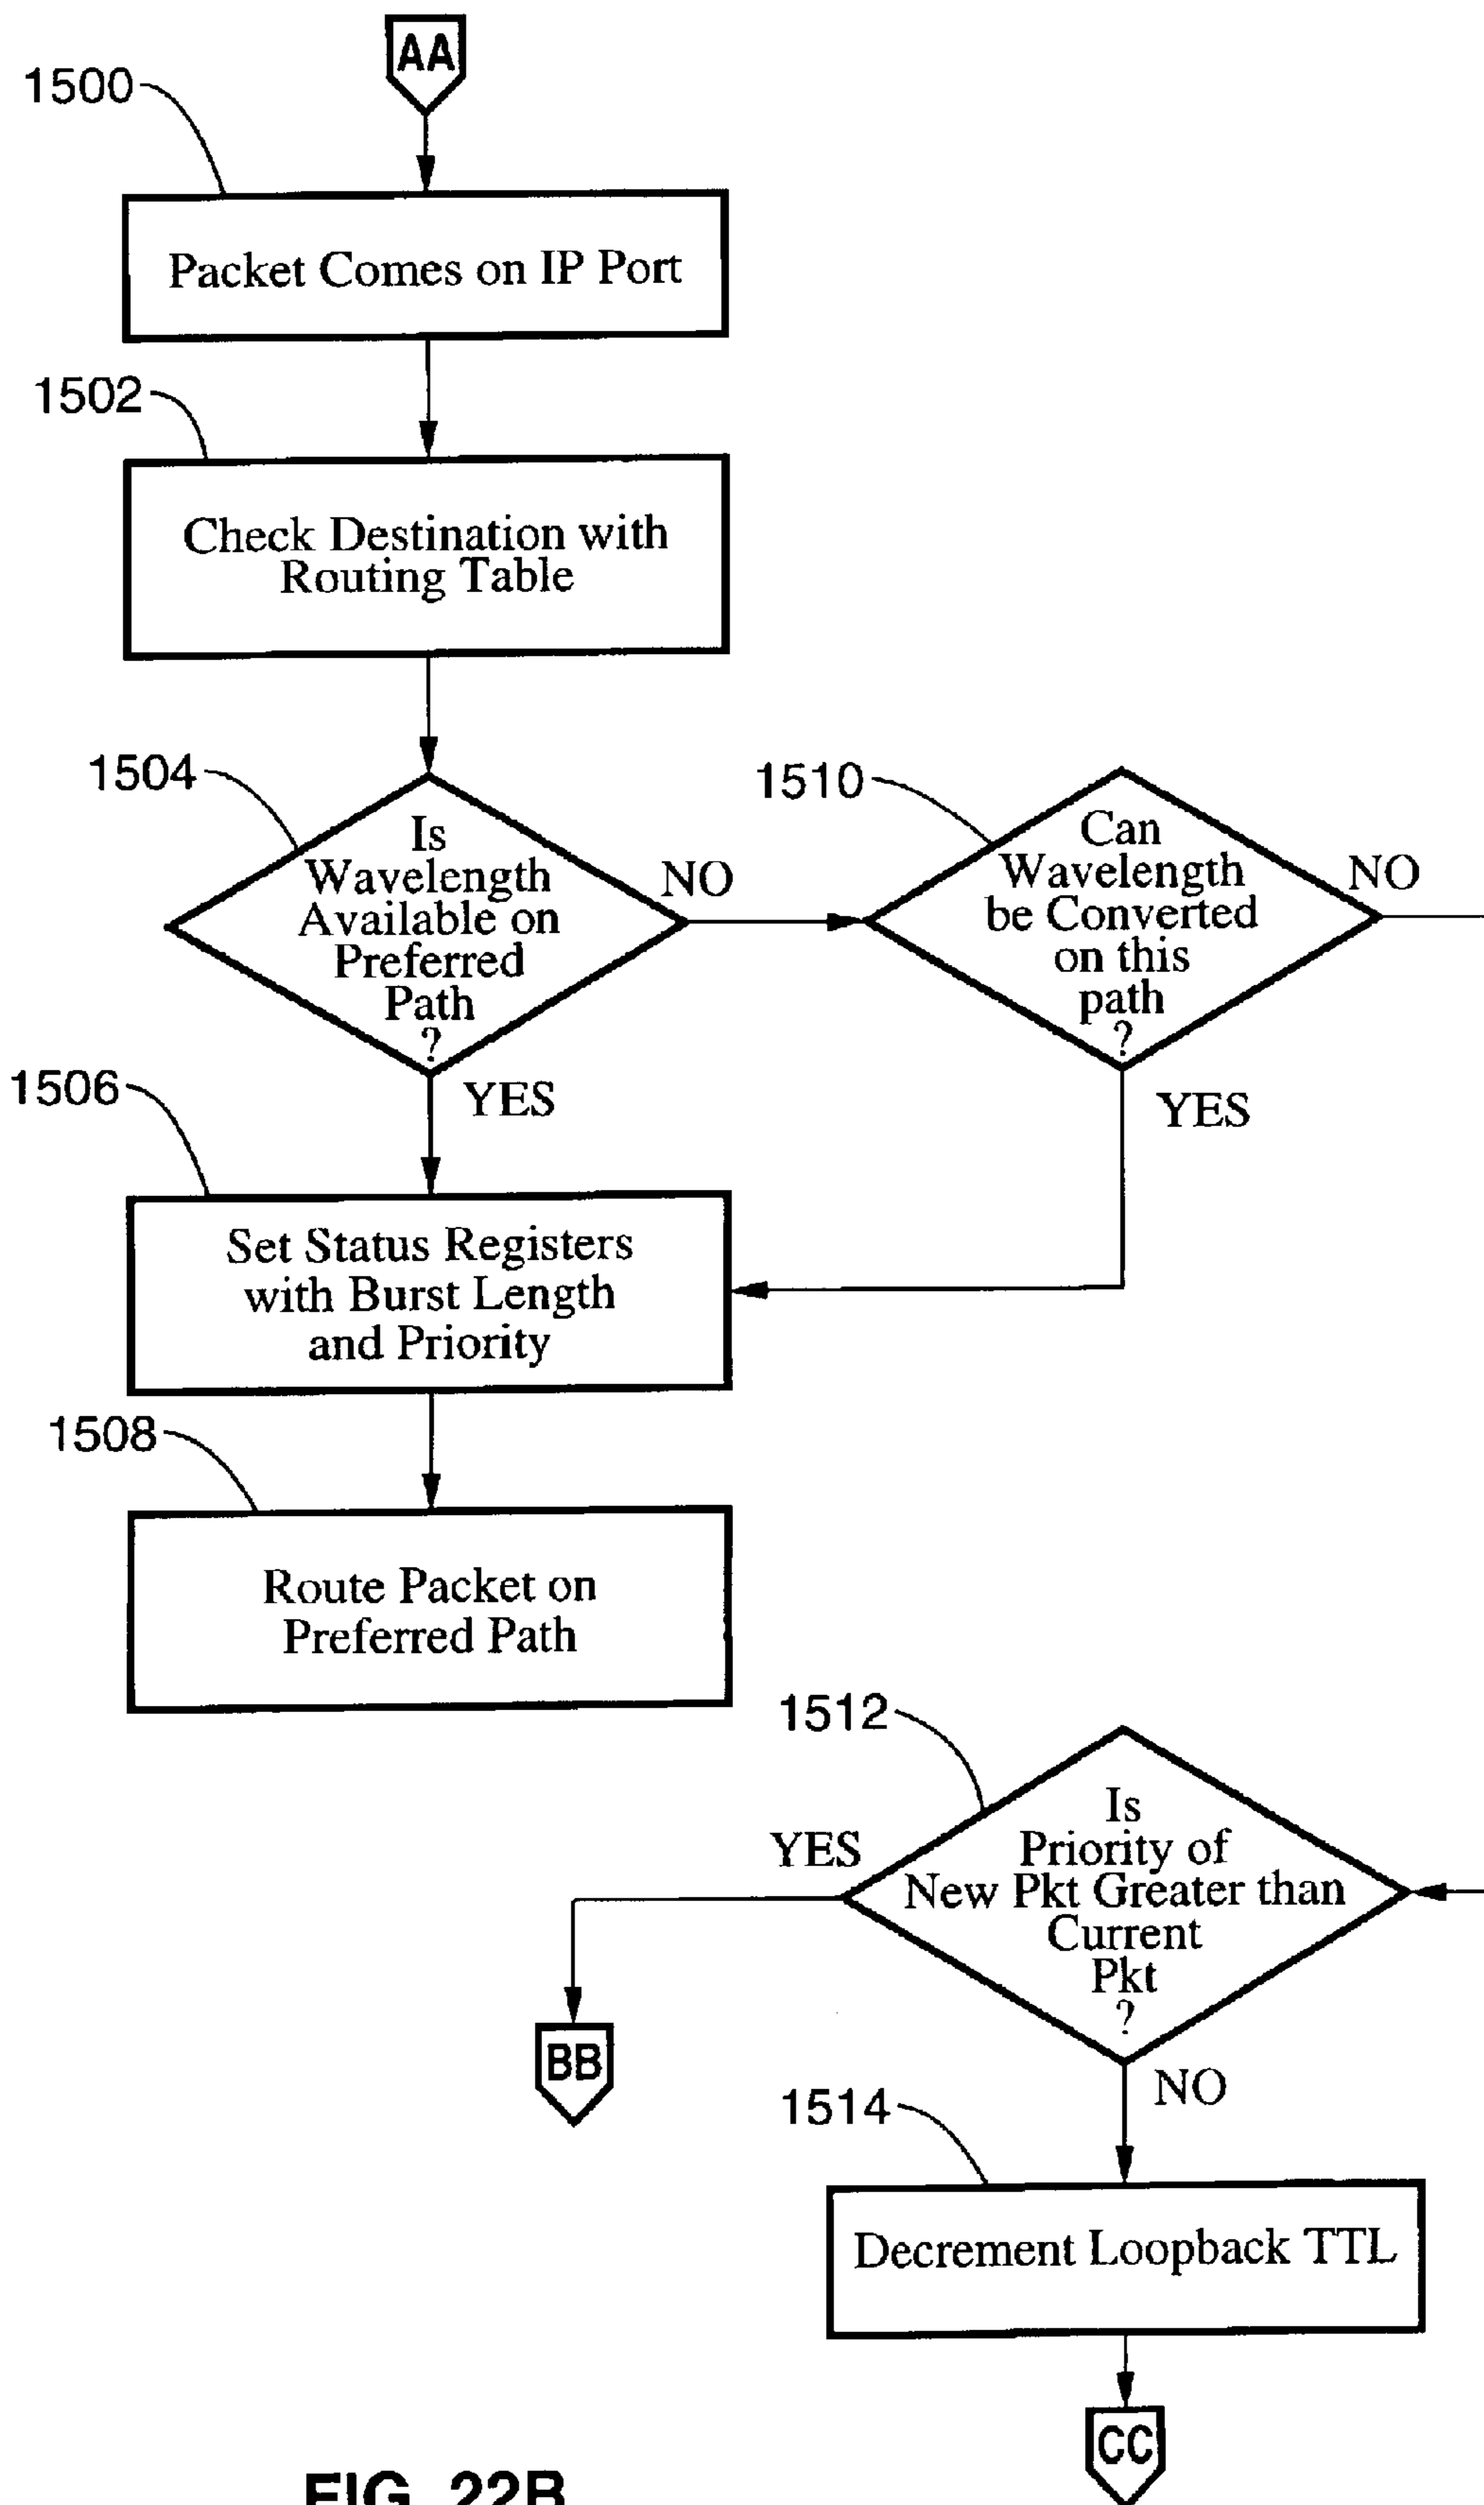 AA
1500
Packet Comes on IP Port
1502
Check Destination with
Routing Table
1504
Is
Wavelength
Available on
Preferred
Path
?
NO
YES
1510
Can
Wavelength
be Converted
on this
path
?
NO
YES
1506
Set Status Registers
with Burst Length
and Priority
1508
Route Packet on
Preferred Path
1512
Is
Priority of
New Pkt Greater than
Current
Pkt
?
YES
BB
NO
1514
Decrement Loopback TTL
CC
FIG. 22B